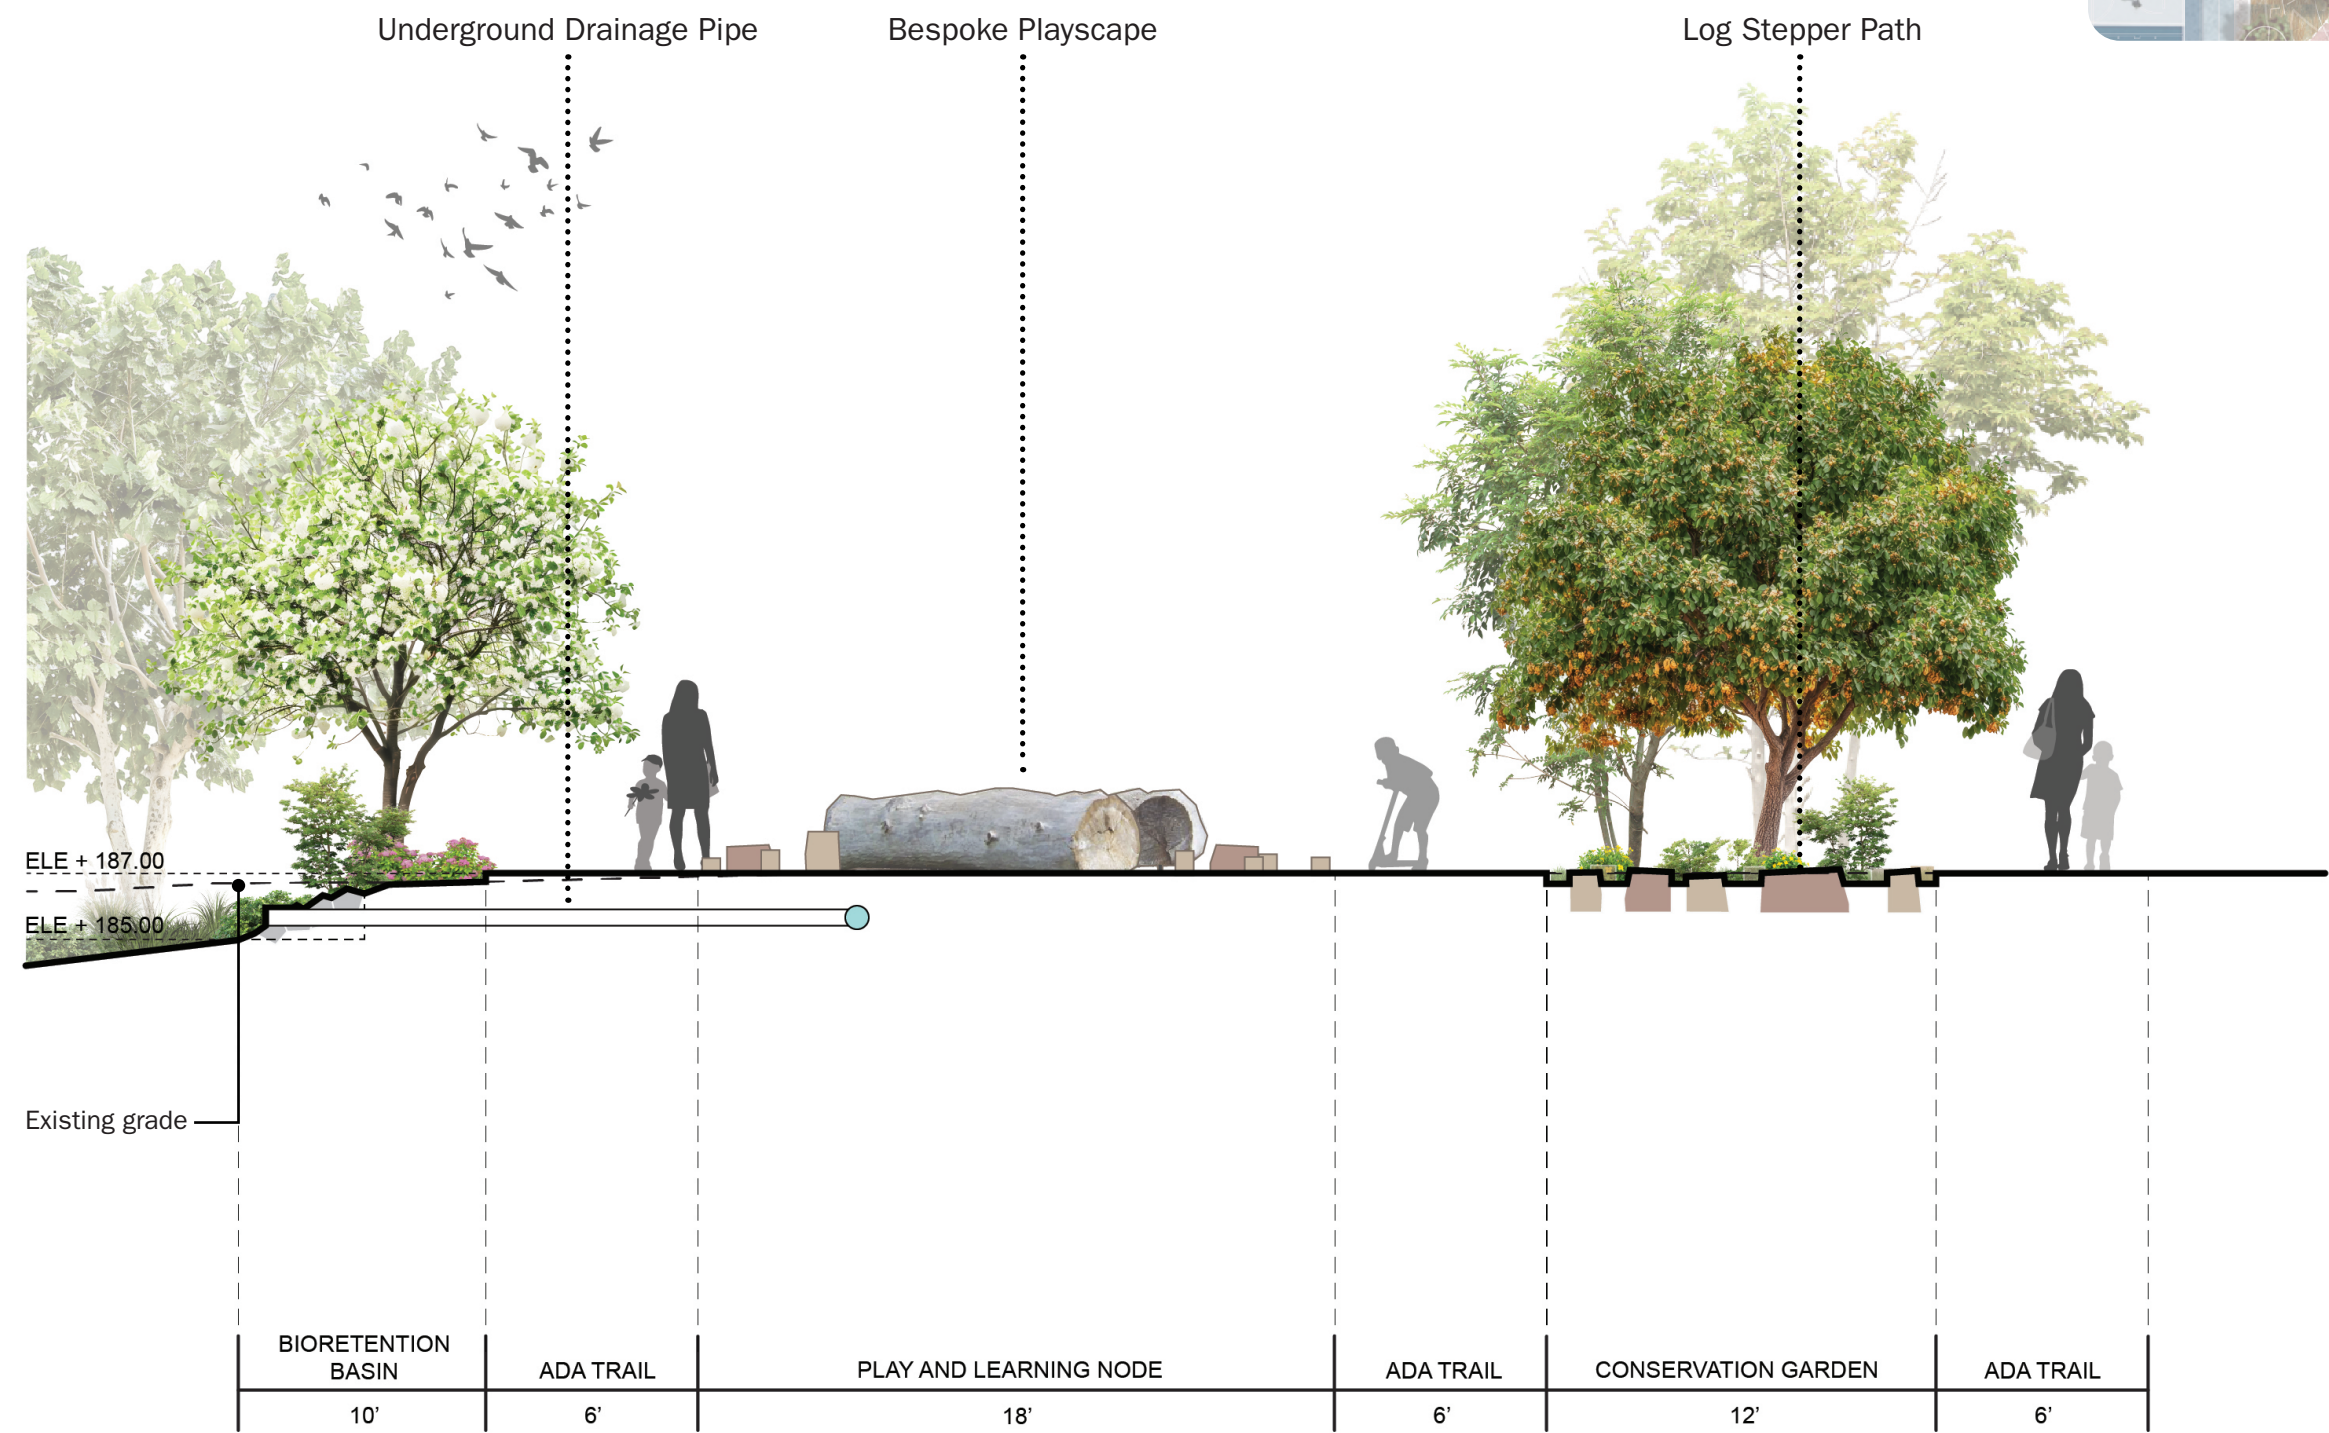 Underground Drainage Pipe
Bespoke Playscape
Log Stepper Path
ELE + 187.00
ELE + 185.00
Existing grade
BIORETENTION
BASIN
ADA TRAIL
PLAY AND LEARNING NODE
ADA TRAIL
CONSERVATION GARDEN
ADA TRAIL
10’
6’
18’
6’
12’
6’